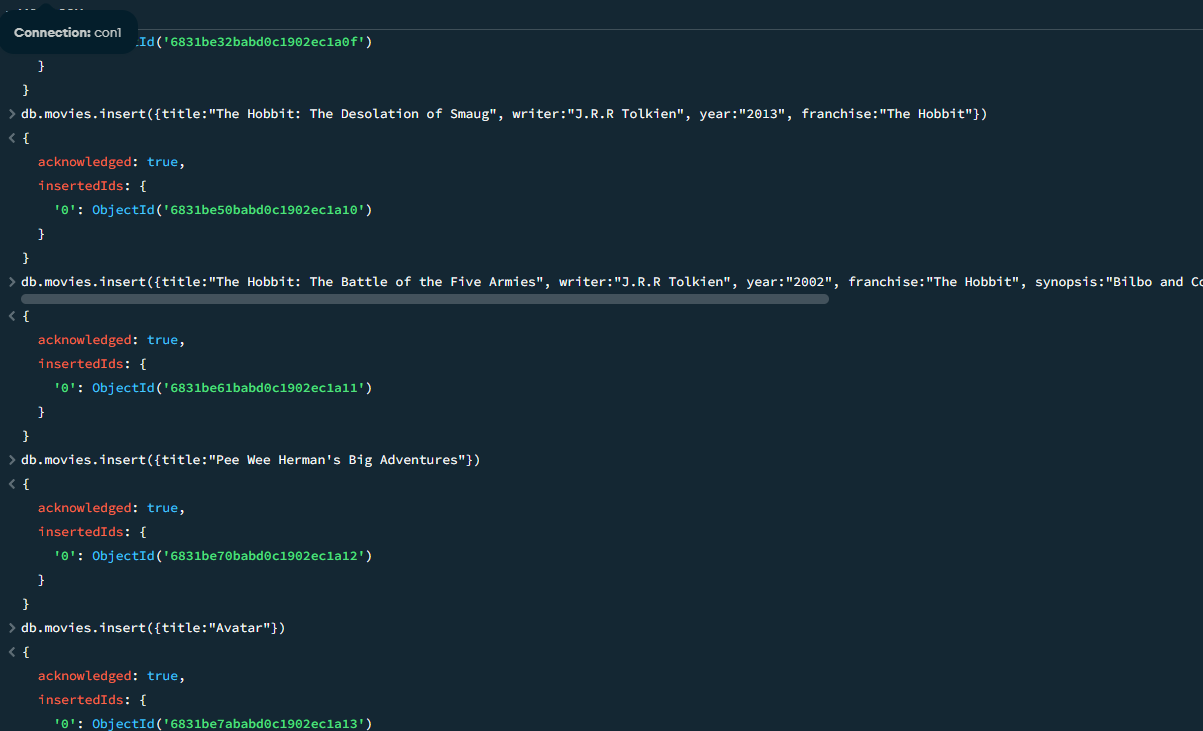 Connection: con1
Id('6831be32babd0c1902ec1a0f')
}
}
> db.movies.insert({title:"The Hobbit: The Desolation of Smaug", writer:"J.R.R Tolkien", year:"2013", franchise:"The Hobbit"})
< {
acknowledged: true,
insertedIds: {
'0': ObjectId('6831be50babd0c1902ec1a10')
}
}
> db.movies.insert({title:"The Hobbit: The Battle of the Five Armies", writer:"J.R.R Tolkien", year:"2002", franchise:"The Hobbit", synopsis:"Bilbo and
< {
acknowledged: true,
insertedIds: {
'0': ObjectId('6831be61babd0c1902ec1a11')
}
}
> db.movies.insert({title:"Pee Wee Herman's Big Adventures"})
< {
acknowledged: true,
insertedIds: {
'0': ObjectId('6831be70babd0c1902ec1a12')
}
}
> db.movies.insert({title:"Avatar"})
< {
acknowledged: true,
insertedIds: {
'0': ObjectId('6831be7ababd0c1902ec1a13')